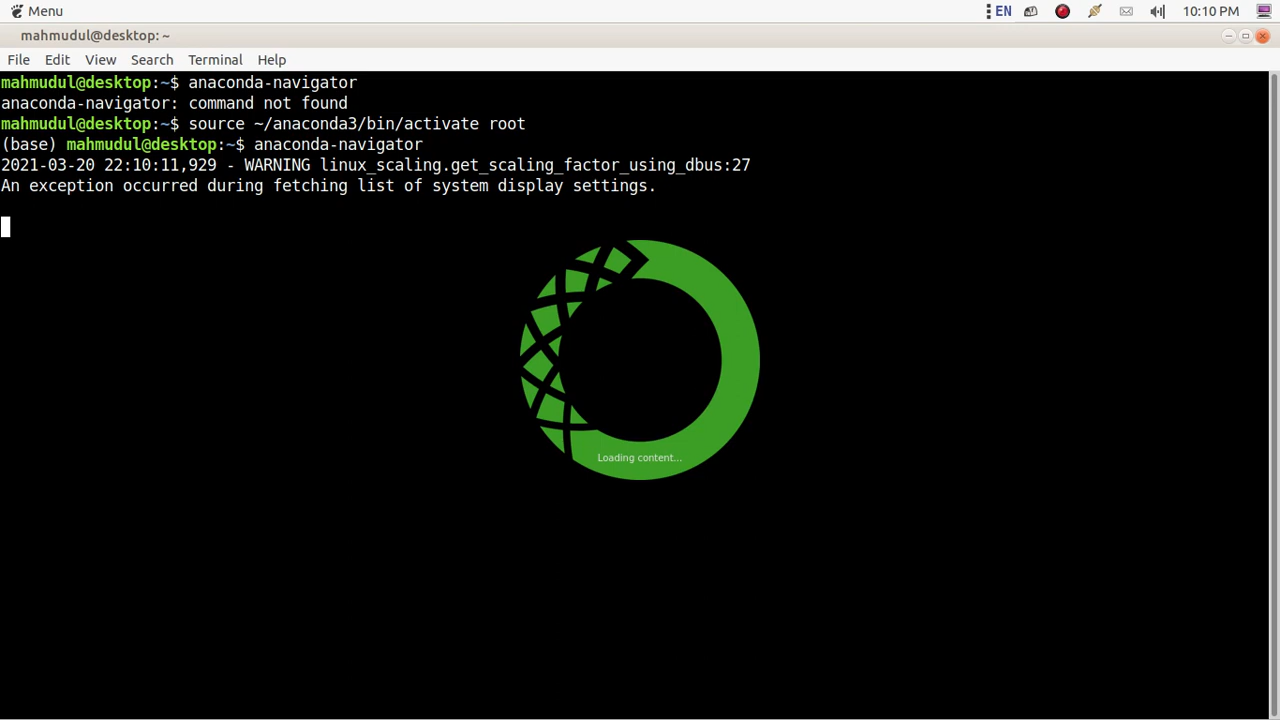 Menu
EN
10:10 PM
mahmudul@desktop: ~
File Edit View Search Terminal Help
mahmudul@desktop:~$ anaconda-navigator
anaconda-navigator: command not found
mahmudul@desktop:~$ source ~/anaconda3/bin/activate root
(base) mahmudul@desktop:~$ anaconda-navigator
2021-03-20 22:10:11,929 - WARNING linux_scaling.get_scaling_factor_using_dbus:27
An exception occurred during fetching list of system display settings.
Loading content...